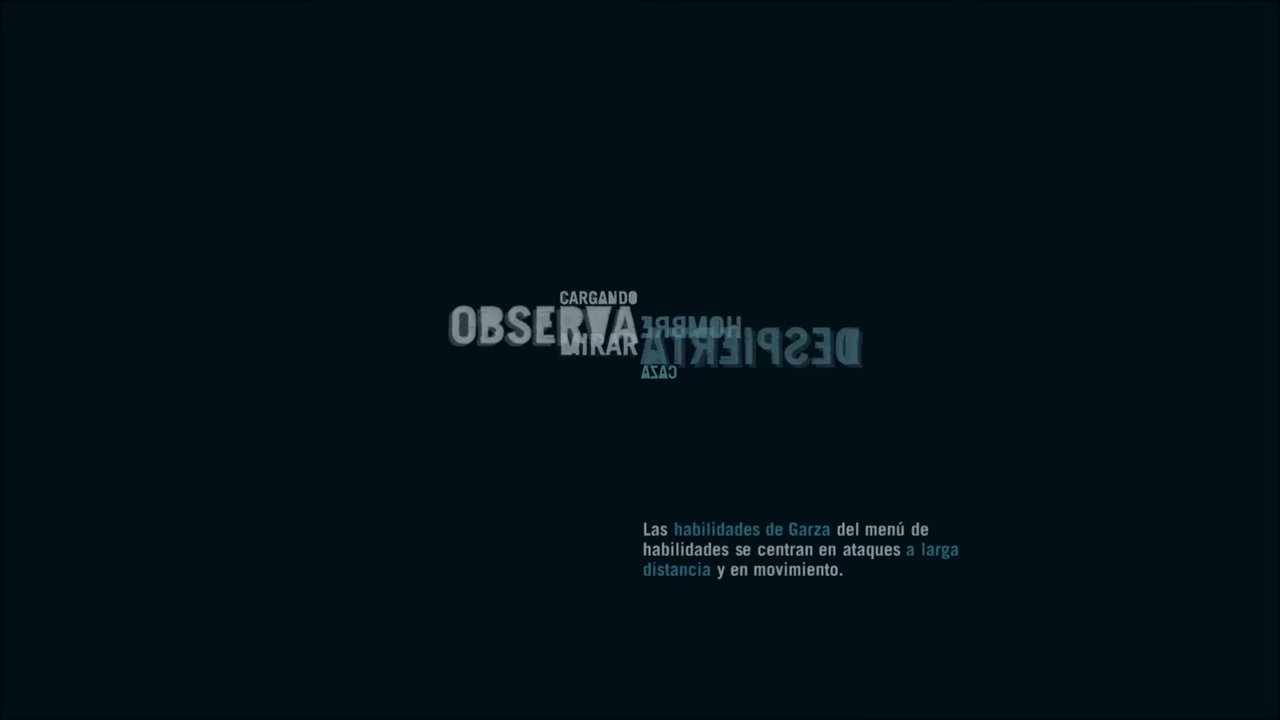 CARGANDO
OBSERVA
HOMBRE
MIRAR
DESPIERTA
CAZA
Las habilidades de Garza del menú de
habilidades se centran en ataques a larga
distancia y en movimiento.